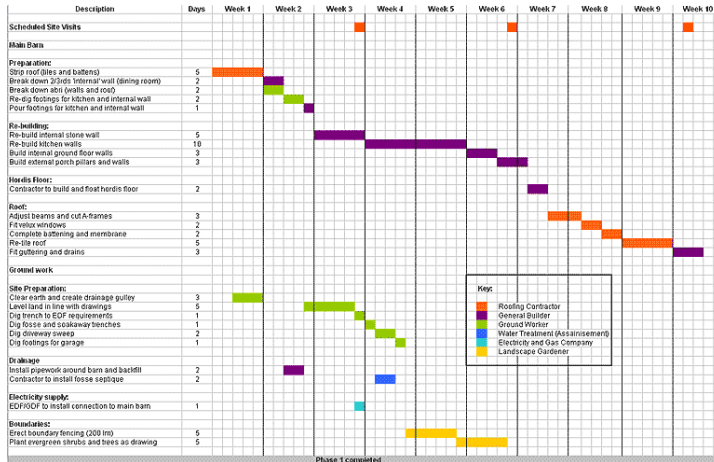 Description Days Week 1 Week 2 Week 3 Week 4 Week 5 Week 6 Week 7 Week 8 Week 9 Week 10
Scheduled Site Visits
Main Barn
Preparation:
Strip roof (tiles and battens) 5
Break down 2/3rds 'internal' wall (dining room) 2
Break down abri (walls and roof) 2
Re-dig footings for kitchen and internal wall 2
Pour footings for kitchen and internal wall 1
Re-building:
Re-build internal stone wall 5
Re-build kitchen walls 10
Build internal ground floor walls 3
Build external porch pillars and walls 3
Hordis Floor:
Contractor to build and float hordis floor 2
Roof:
Adjust beams and cut A-frames 3
Fit velux windows 2
Complete battening and membrane 2
Re-tile roof 5
Fit guttering and drains 3
Ground work
Site Preparation:
Clear earth and create drainage gulley 3
Level land in line with drawings 5
Dig trench to EDF requirements 1
Dig fosse and soakaway trenches 1
Dig driveway sweep 2
Dig footings for garage 1
Drainage
Install pipework around barn and backfill 2
Contractor to install fosse septique 2
Electricity supply:
EDF/GDF to install connection to main barn 1
Boundaries:
Erect boundary fencing (200 lm) 5
Plant evergreen shrubs and trees as drawing 5
Phase 1 completed
Key:
Roofing Contractor
General Builder
Ground Worker
Water Treatment (Assainisement)
Electricity and Gas Company
Landscape Gardener